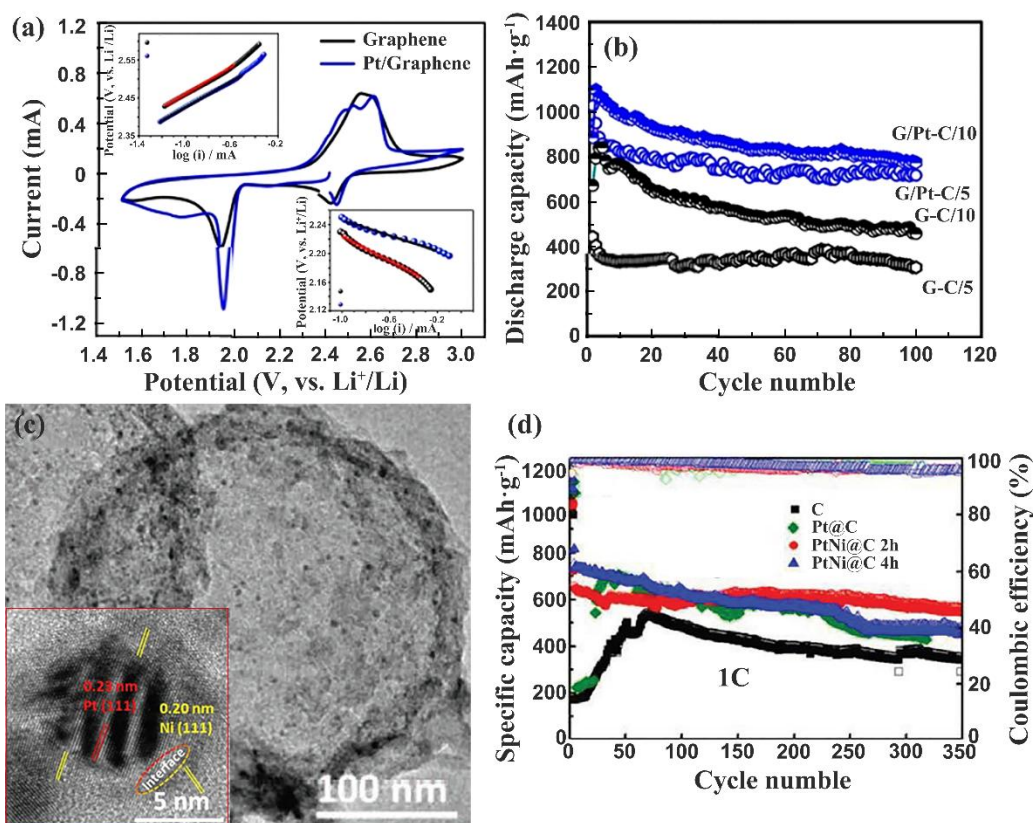 (a)
1.2
0.8
0.4
0
-0.4
-0.8
-1.2
Current (mA)
1.4 1.6 1.8 2.0 2.2 2.4 2.6 2.8 3.0
Potential (V, vs. Li⁺/Li)
Graphene
Pt/Graphene
Potential (V, vs. Li⁺/Li)
2.55
2.45
2.35
-1.2 -0.9 -0.6 -0.3
log (i) / mA
Potential (V, vs. Li⁺/Li)
2.24
2.20
2.16
2.12
-1.0 -0.6 -0.2
log (i) / mA
(b)
Discharge capacity (mAh·g⁻¹)
1400
1200
1000
800
600
400
200
0
0 20 40 60 80 100 120
Cycle numble
G/Pt-C/10
G/Pt-C/5
G-C/10
G-C/5
(c)
0.23 nm
Pt (111)
0.20 nm
Ni (111)
Interface
5 nm
100 nm
(d)
Specific capacity (mAh·g⁻¹)
1200
1000
800
600
400
200
0
0 50 100 150 200 250 300 350
Cycle numble
100
80
60
40
20
0
Coulombic efficiency (%)
C
Pt@C
PtNi@C 2h
PtNi@C 4h
1C